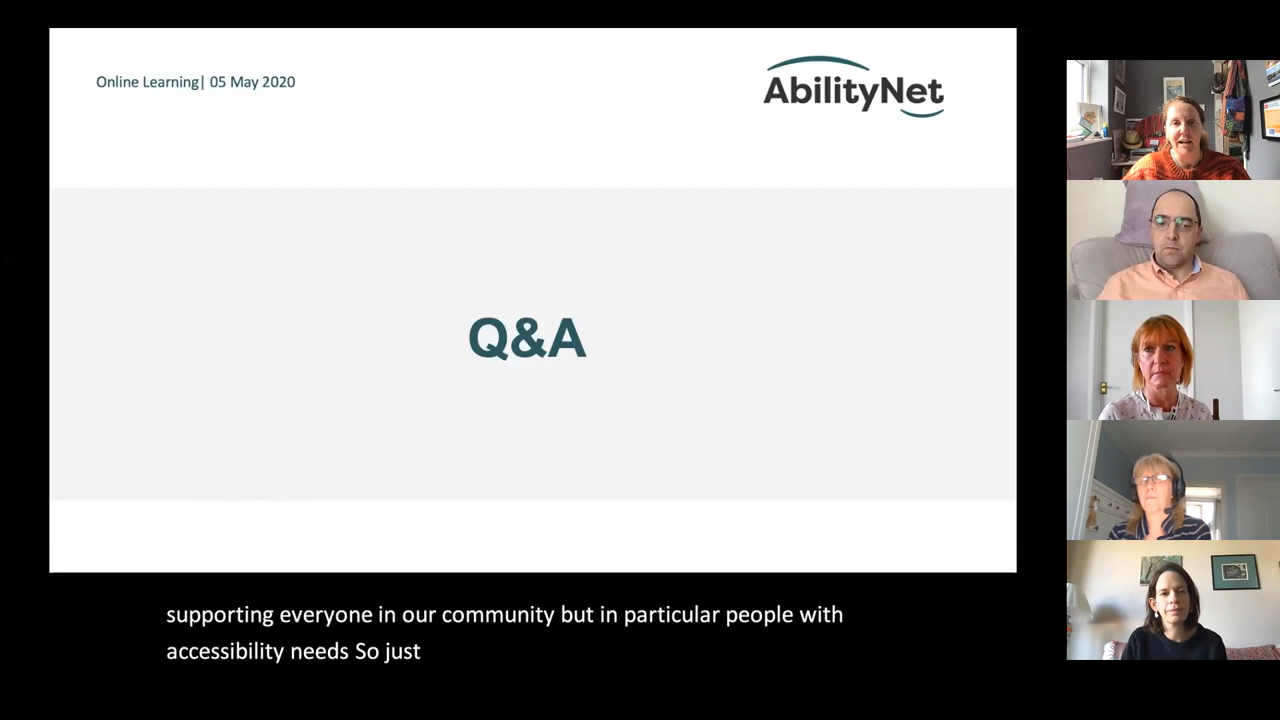 Online Learning| 05 May 2020
AbilityNet
Q&A
supporting everyone in our community but in particular people with
accessibility needs So just